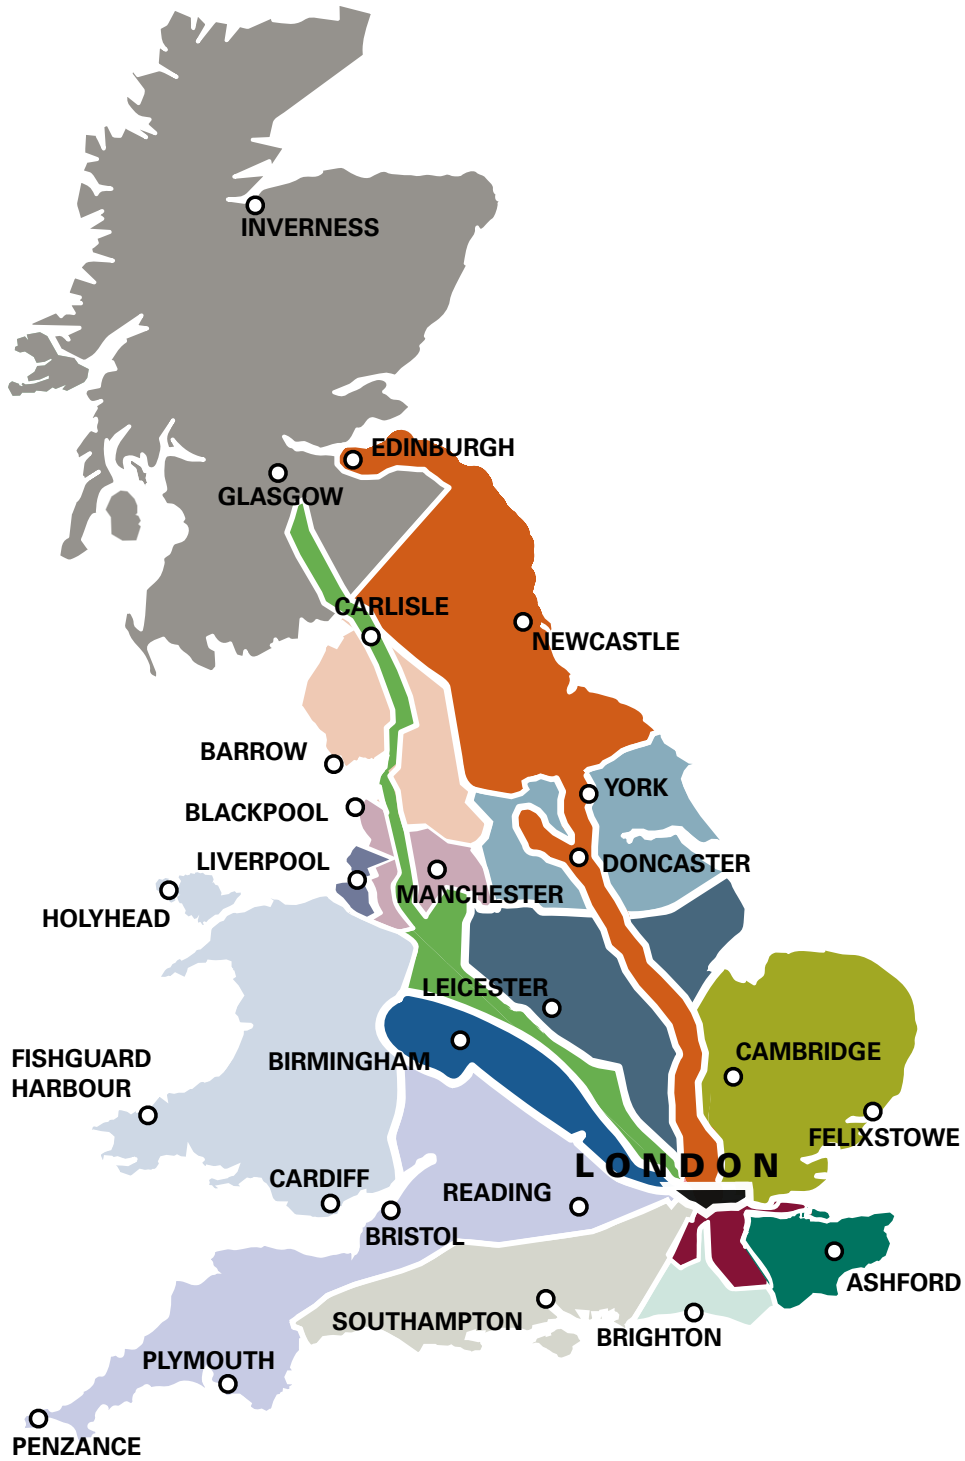 INVERNESS
EDINBURGH
GLASGOW
CARLISLE
NEWCASTLE
BARROW
YORK
BLACKPOOL
LIVERPOOL
DONCASTER
MANCHESTER
HOLYHEAD
LEICESTER
FISHGUARD
HARBOUR
BIRMINGHAM
CAMBRIDGE
FELIXSTOWE
LONDON
CARDIFF
READING
BRISTOL
ASHFORD
SOUTHAMPTON
BRIGHTON
PLYMOUTH
PENZANCE